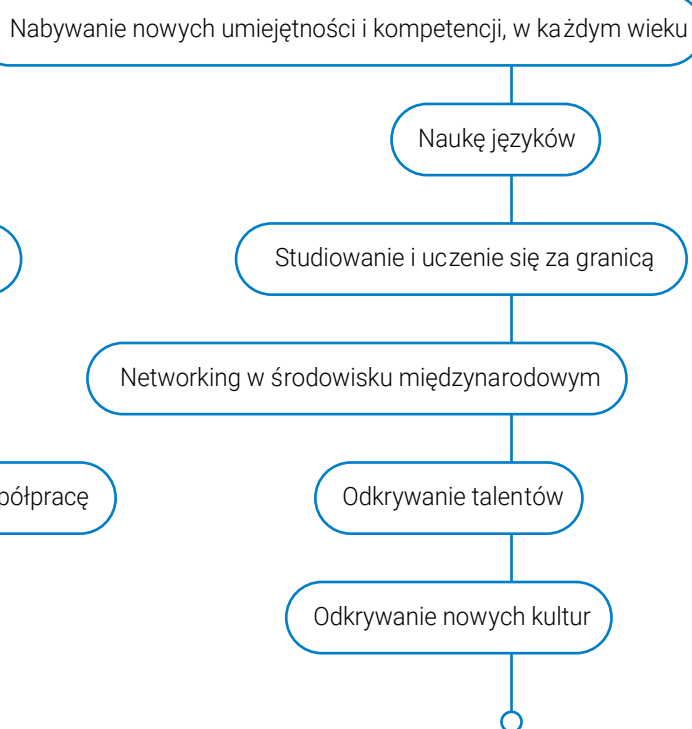 Nabywanie nowych umiejętności i kompetencji, w każdym wieku
Naukę języków
Studiowanie i uczenie się za granicą
Networking w środowisku międzynarodowym
Odkrywanie talentów
Odkrywanie nowych kultur